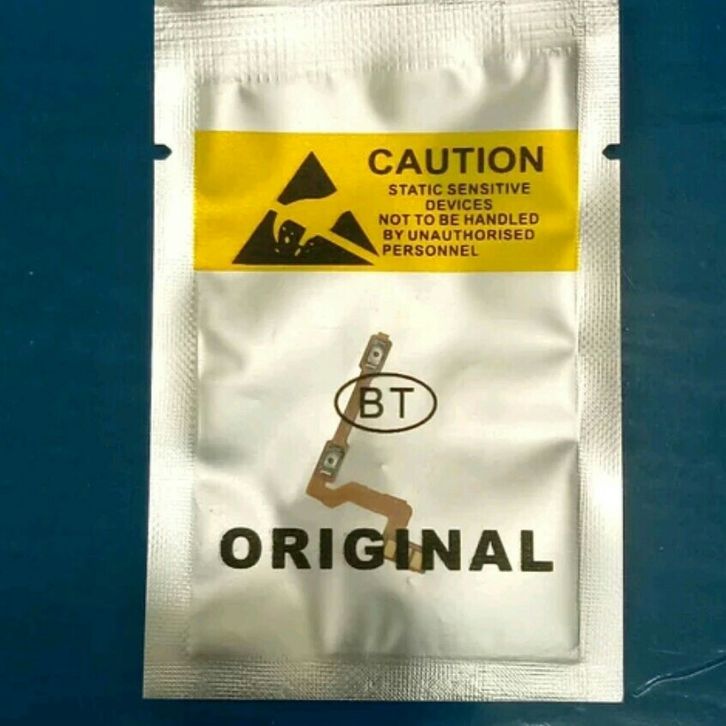 CAUTION
STATIC SENSITIVE
DEVICES
NOT TO BE HANDLED
BY UNAUTHORISED
PERSONNEL
BT
ORIGINAL